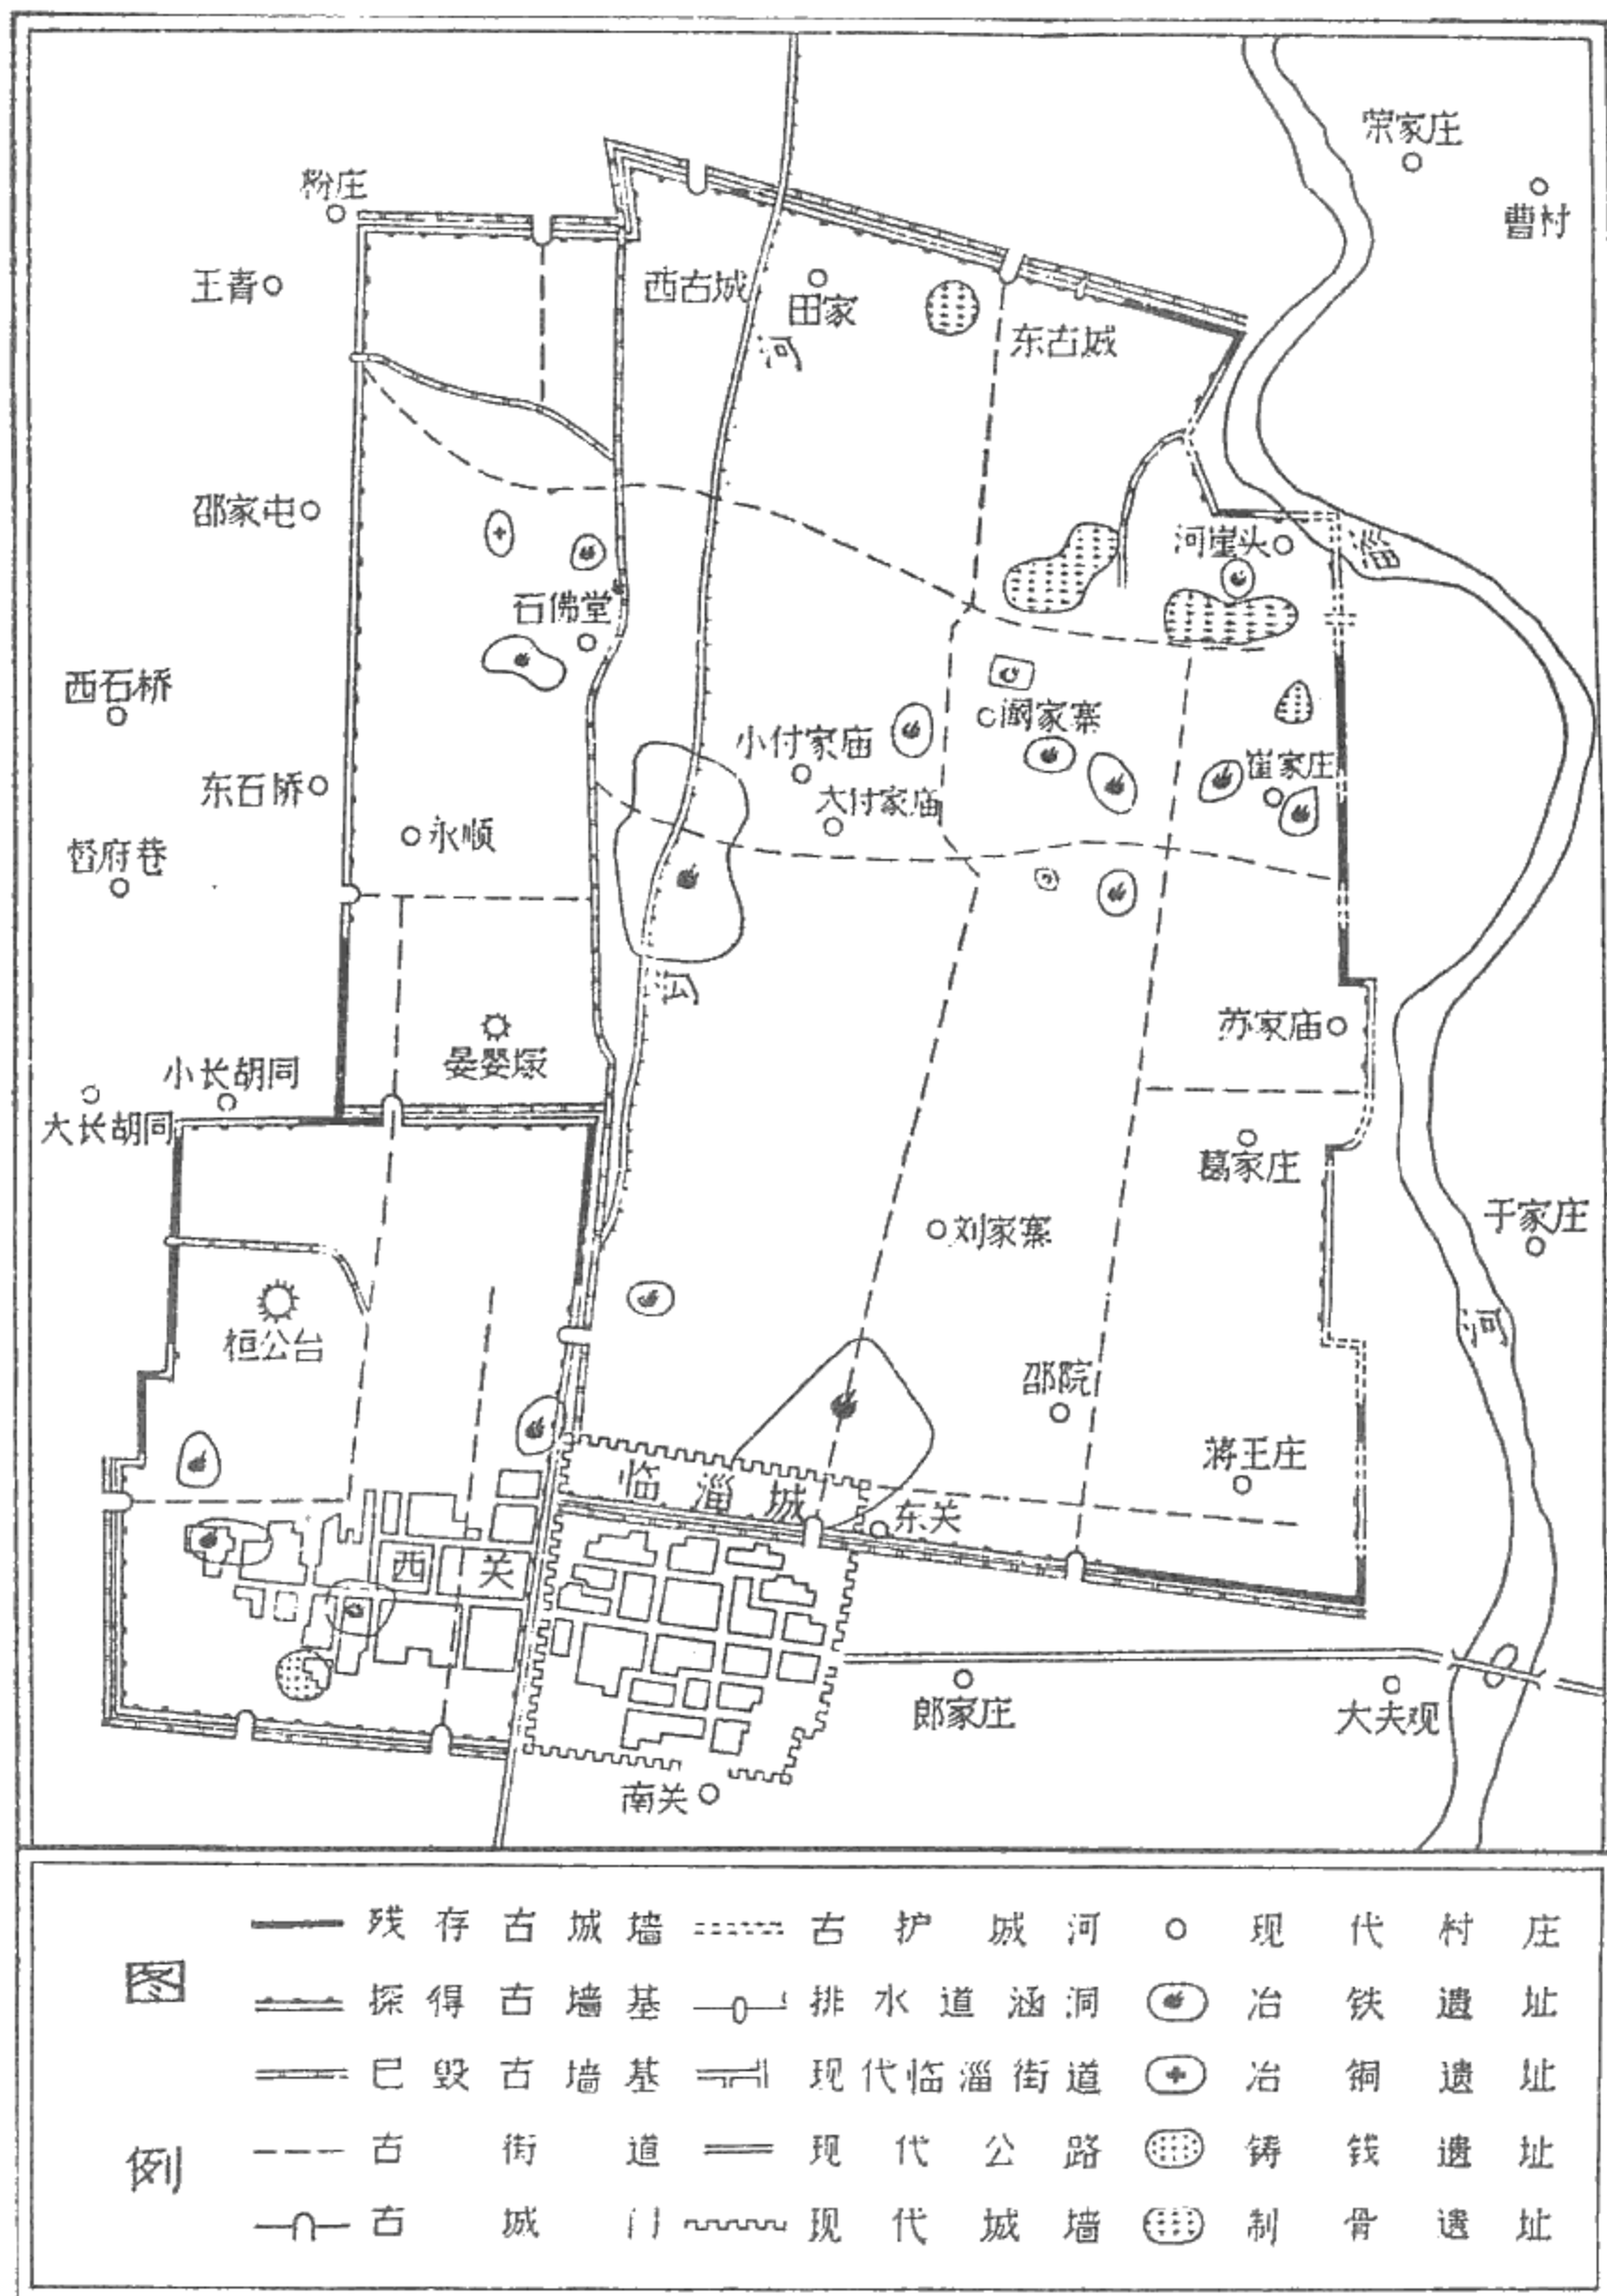 荣家庄
曹村
粉庄
王青
西古城
田家
河
东古城
邵家屯
河崖头
淄
石佛堂
西石桥
小付家庙
阚家寨
东石桥
崔家庄
大付家庙
永顺
督府巷
苏家庙
晏婴塚
小长胡同
大长胡同
葛家庄
刘家寨
于家庄
河
桓公台
邵院
蒋王庄
临淄城
东关
西关
郎家庄
大夫观
南关
图例
残存古城墙
探得古墙基
已毁古墙基
古街道
古城门
古护城河
排水道涵洞
现代临淄街道
现代公路
现代城墙
现代村庄
冶铁遗址
冶铜遗址
铸钱遗址
制骨遗址